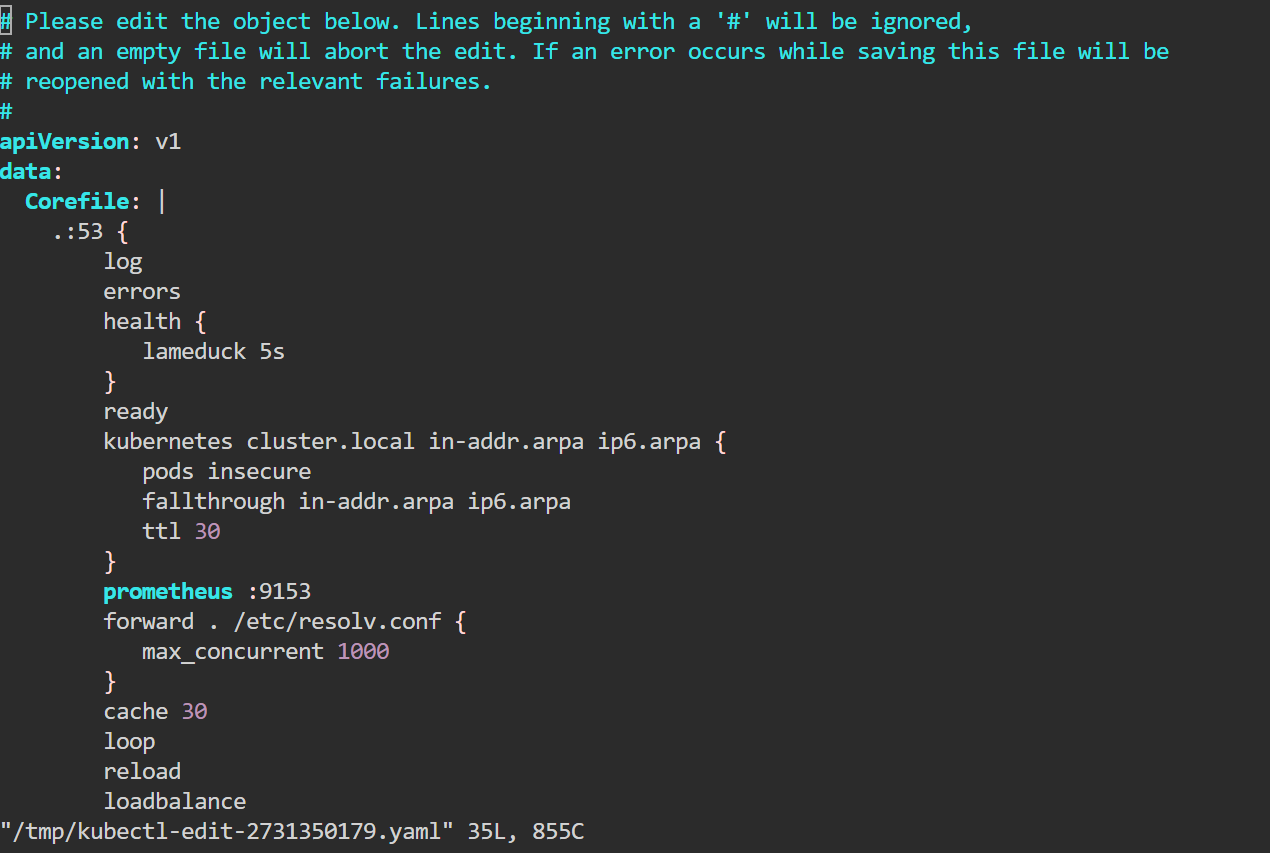 # Please edit the object below. Lines beginning with a '#' will be ignored,
# and an empty file will abort the edit. If an error occurs while saving this file will be
# reopened with the relevant failures.
#
apiVersion: v1
data:
  Corefile: |
    .:53 {
        log
        errors
        health {
           lameduck 5s
        }
        ready
        kubernetes cluster.local in-addr.arpa ip6.arpa {
           pods insecure
           fallthrough in-addr.arpa ip6.arpa
           ttl 30
        }
        prometheus :9153
        forward . /etc/resolv.conf {
           max_concurrent 1000
        }
        cache 30
        loop
        reload
        loadbalance
"/tmp/kubectl-edit-2731350179.yaml" 35L, 855C